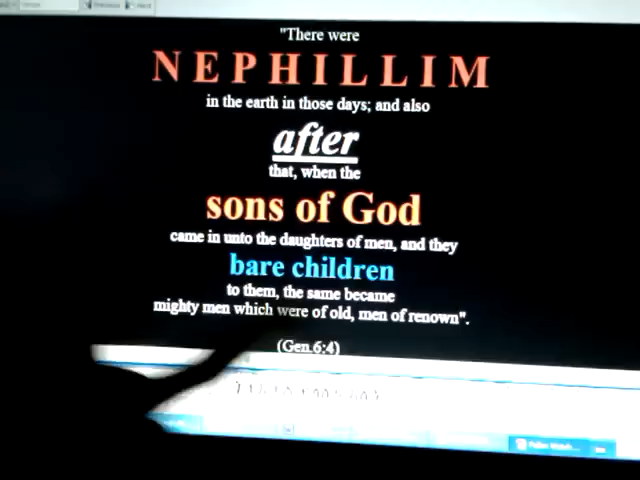 "There were
NEPHILLIM
in the earth in those days; and also
after
that, when the
sons of God
came in unto the daughters of men, and they
bare children
to them, the same became
mighty men which were of old, men of renown".
(Gen.6:4)